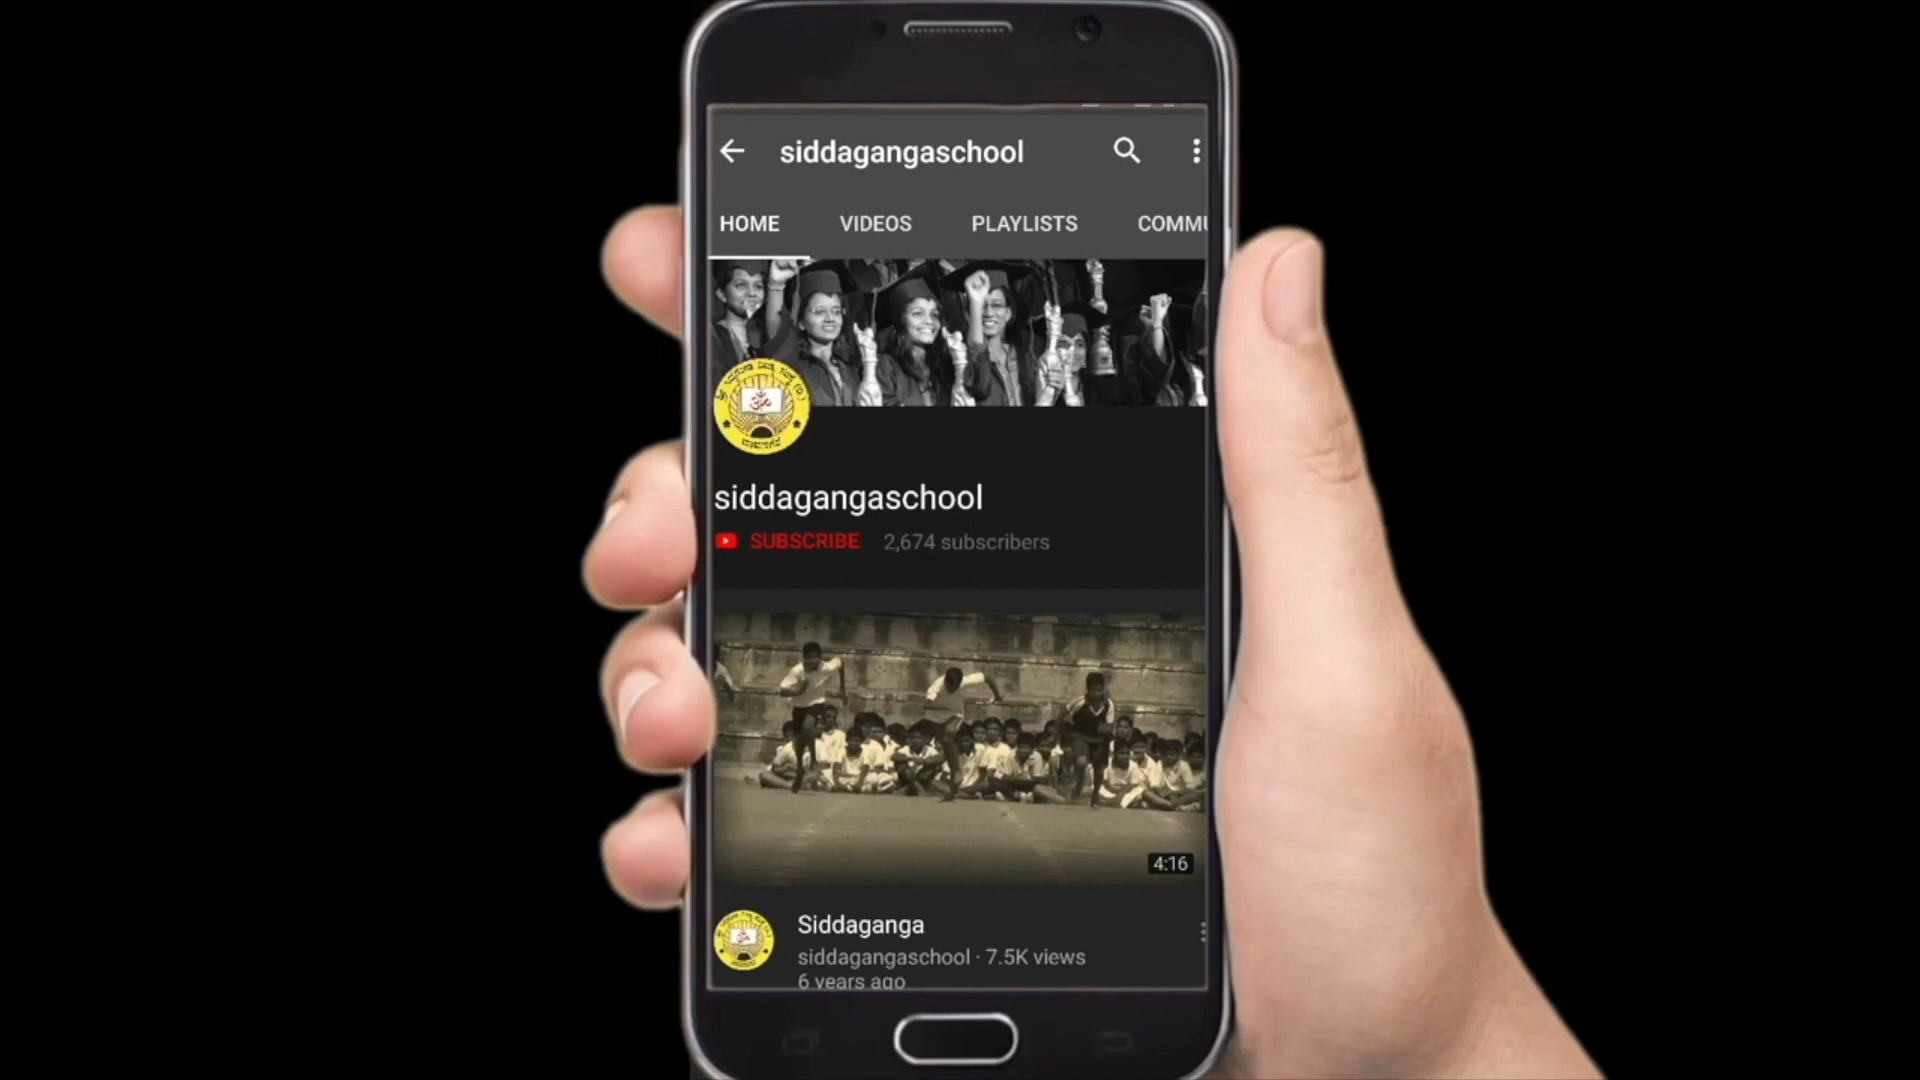 siddagangaschool
HOME VIDEOS PLAYLISTS COMMU
siddagangaschool
SUBSCRIBE 2,674 subscribers
4:16
Siddaganga
siddagangaschool · 7.5K views
6 years ago